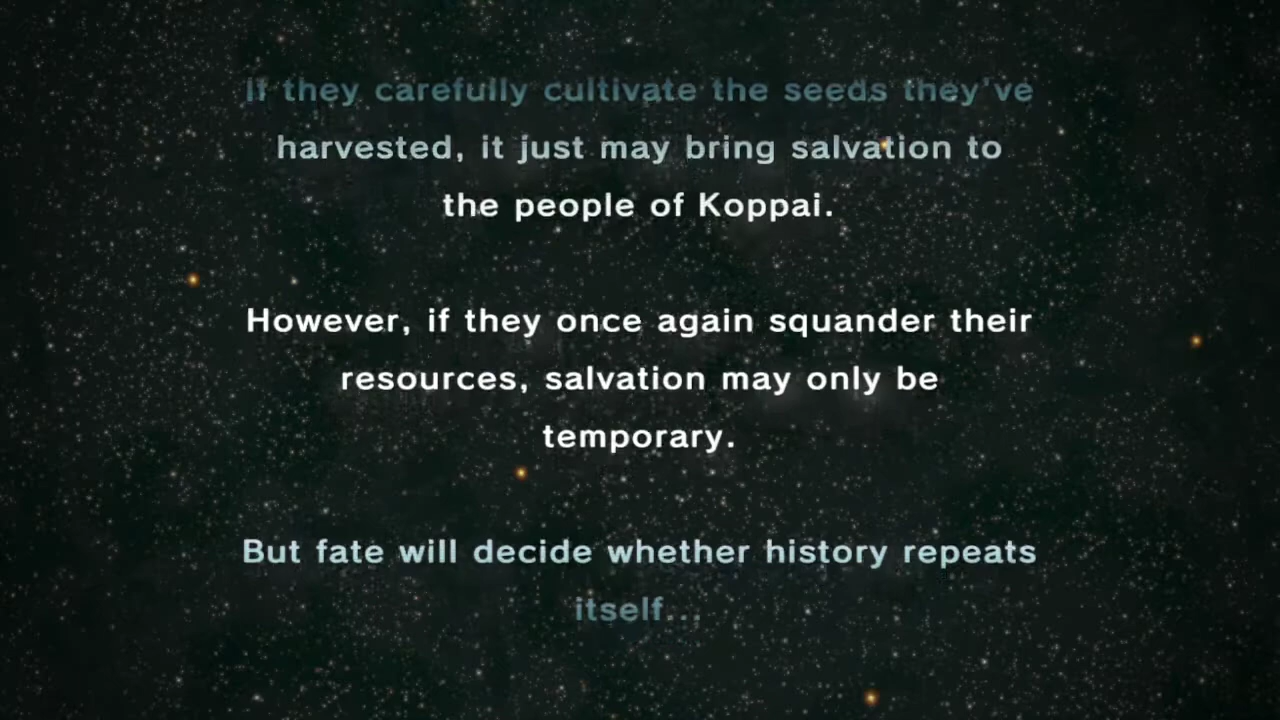 If they carefully cultivate the seeds they've
harvested, it just may bring salvation to
the people of Koppai.
However, if they once again squander their
resources, salvation may only be
temporary.
But fate will decide whether history repeats
itself...